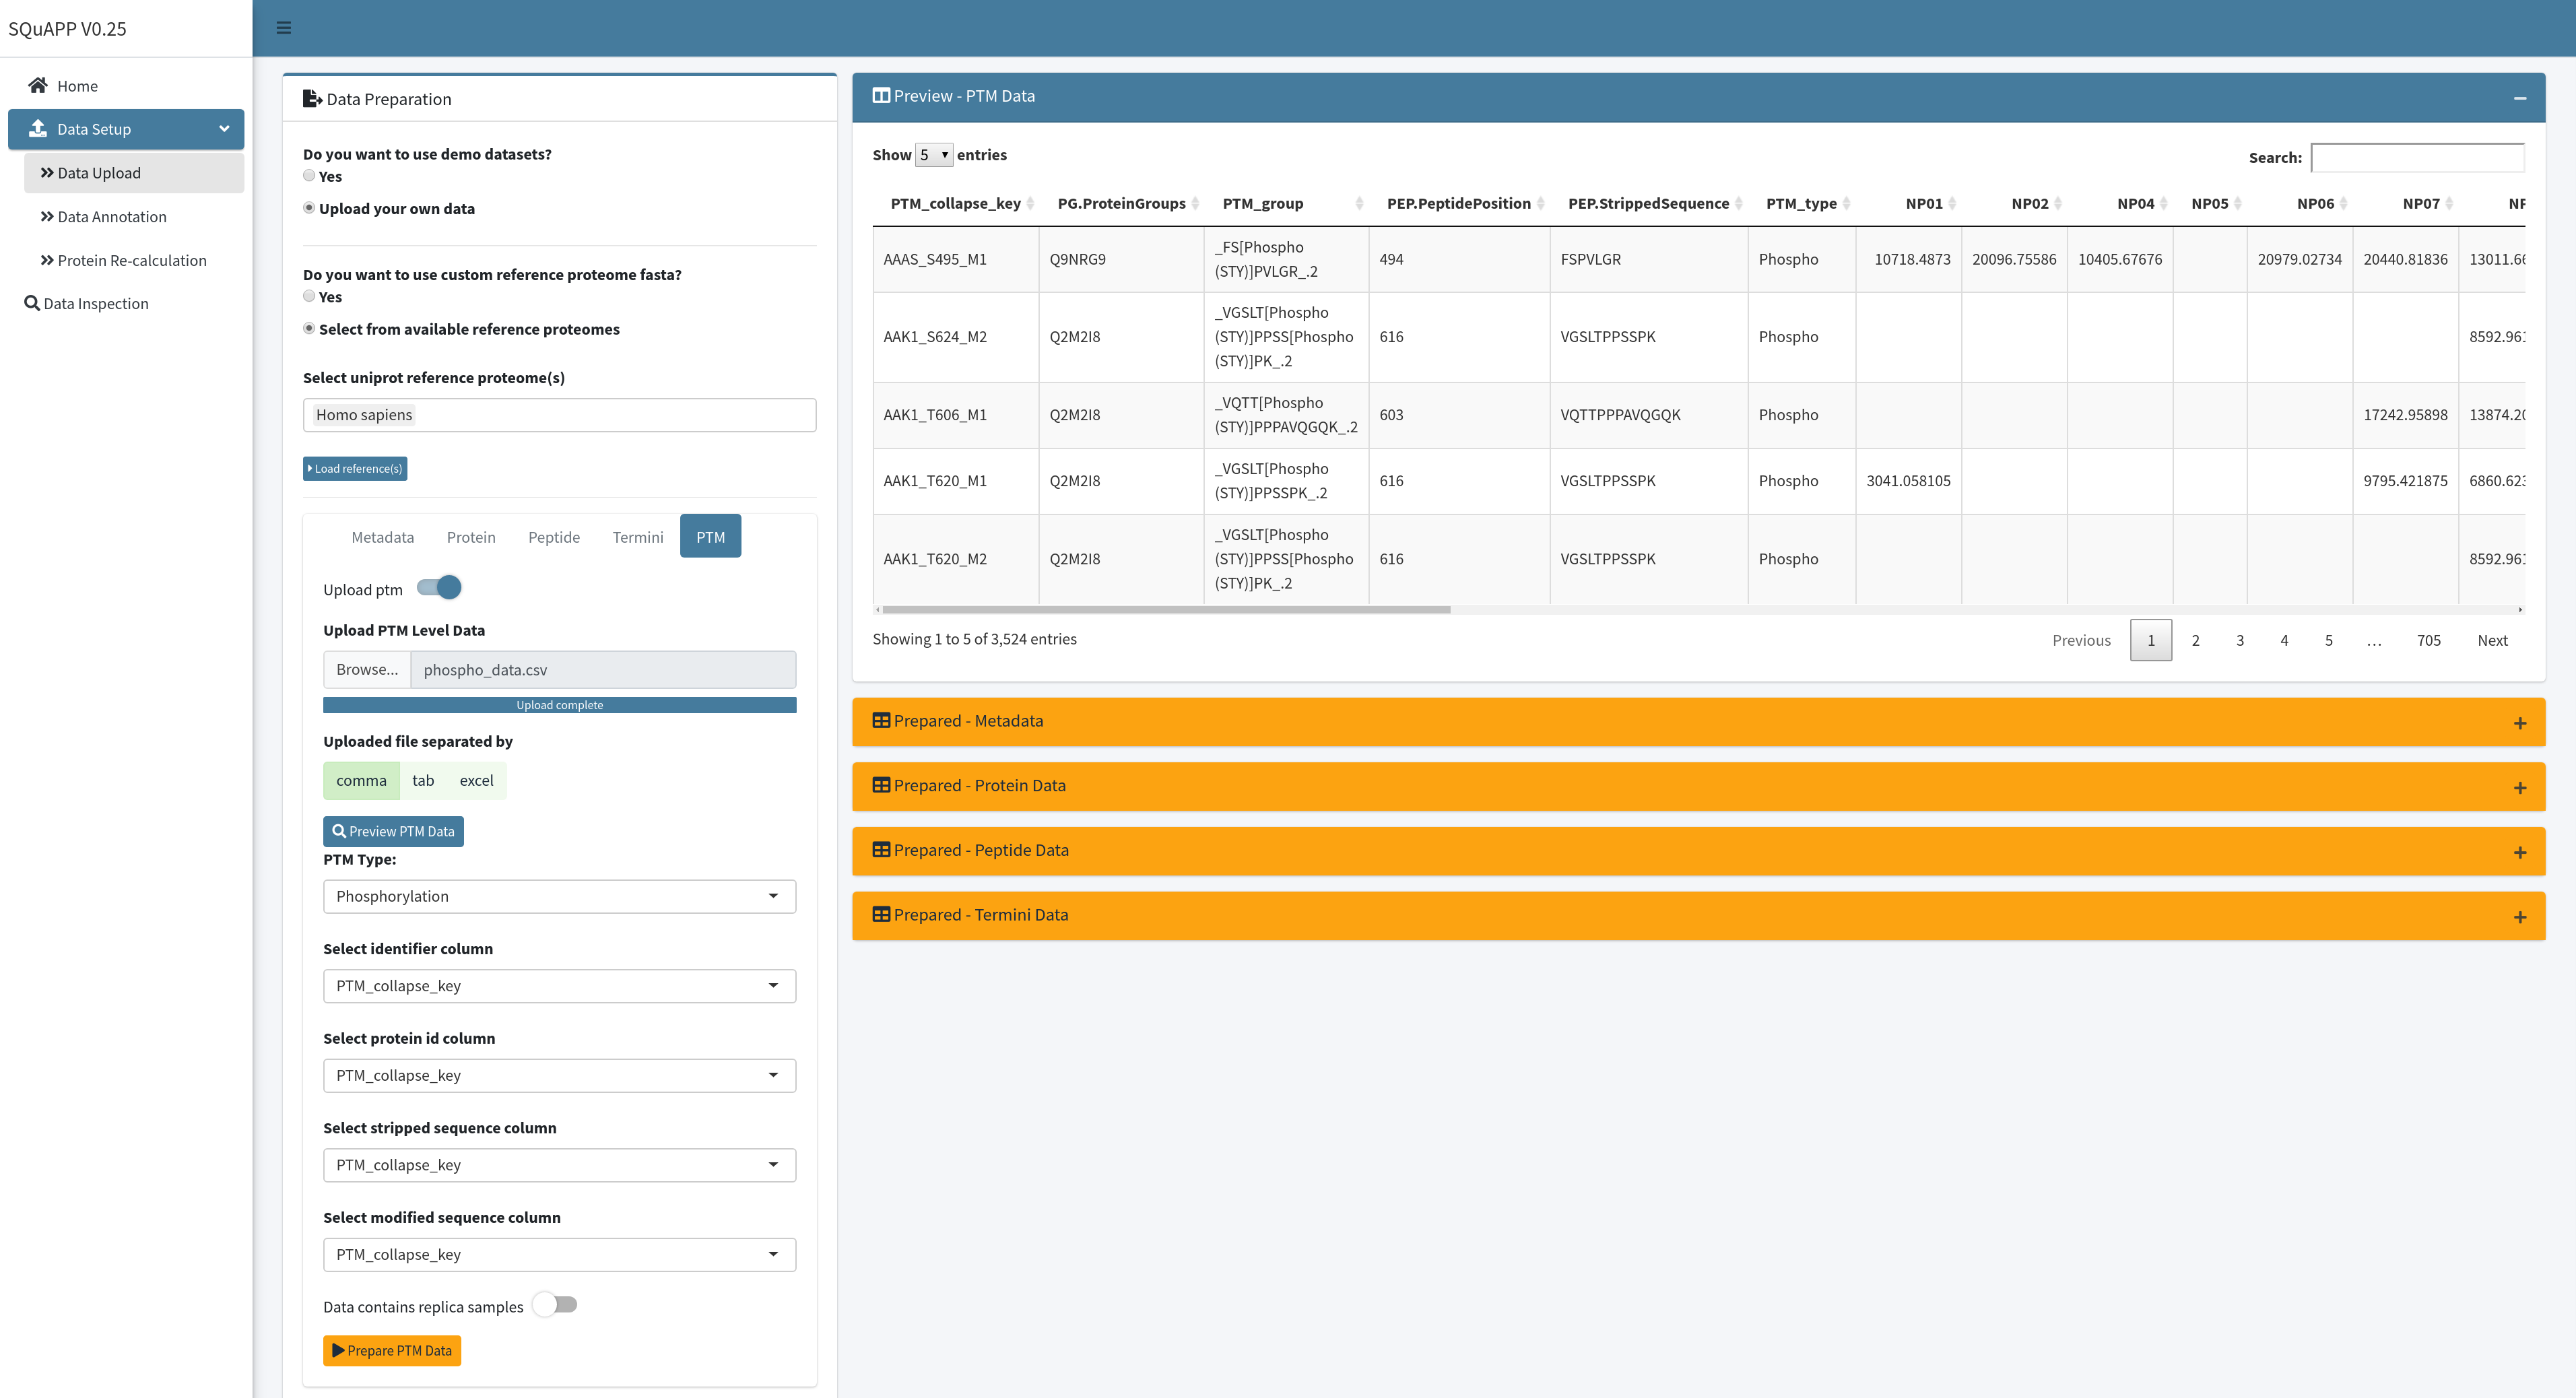 SQuAPP V0.25
Home
Data Setup
Data Upload
Data Annotation
Protein Re-calculation
Data Inspection
Data Preparation
Do you want to use demo datasets?
Yes
Upload your own data
Do you want to use custom reference proteome fasta?
Yes
Select from available reference proteomes
Select uniprot reference proteome(s)
Homo sapiens
Load reference(s)
Metadata Protein Peptide Termini PTM
Upload ptm
Upload PTM Level Data
Browse... phospho_data.csv
Upload complete
Uploaded file separated by
comma tab excel
Preview PTM Data
PTM Type:
Phosphorylation
Select identifier column
PTM_collapse_key
Select protein id column
PTM_collapse_key
Select stripped sequence column
PTM_collapse_key
Select modified sequence column
PTM_collapse_key
Data contains replica samples
Prepare PTM Data
Preview - PTM Data
Show 5 entries Search:
PTM_collapse_key PG.ProteinGroups PTM_group PEP.PeptidePosition PEP.StrippedSequence PTM_type NP01 NP02 NP04 NP05 NP06 NP07 NP
AAAS_S495_M1 Q9NRG9 _FS[Phospho (STY)]PVLGR_.2 494 FSPVLGR Phospho 10718.4873 20096.75586 10405.67676 20979.02734 20440.81836 13011.66
AAK1_S624_M2 Q2M2I8 _VGSLT[Phospho (STY)]PPSS[Phospho (STY)]PK_.2 616 VGSLTPPSSPK Phospho 8592.961
AAK1_T606_M1 Q2M2I8 _VQTT[Phospho (STY)]PPPAVQGQK_.2 603 VQTTPPPAVQGQK Phospho 17242.95898 13874.20
AAK1_T620_M1 Q2M2I8 _VGSLT[Phospho (STY)]PPSSPK_.2 616 VGSLTPPSSPK Phospho 3041.058105 9795.421875 6860.623
AAK1_T620_M2 Q2M2I8 _VGSLT[Phospho (STY)]PPSS[Phospho (STY)]PK_.2 616 VGSLTPPSSPK Phospho 8592.961
Showing 1 to 5 of 3,524 entries Previous 1 2 3 4 5 … 705 Next
Prepared - Metadata
Prepared - Protein Data
Prepared - Peptide Data
Prepared - Termini Data